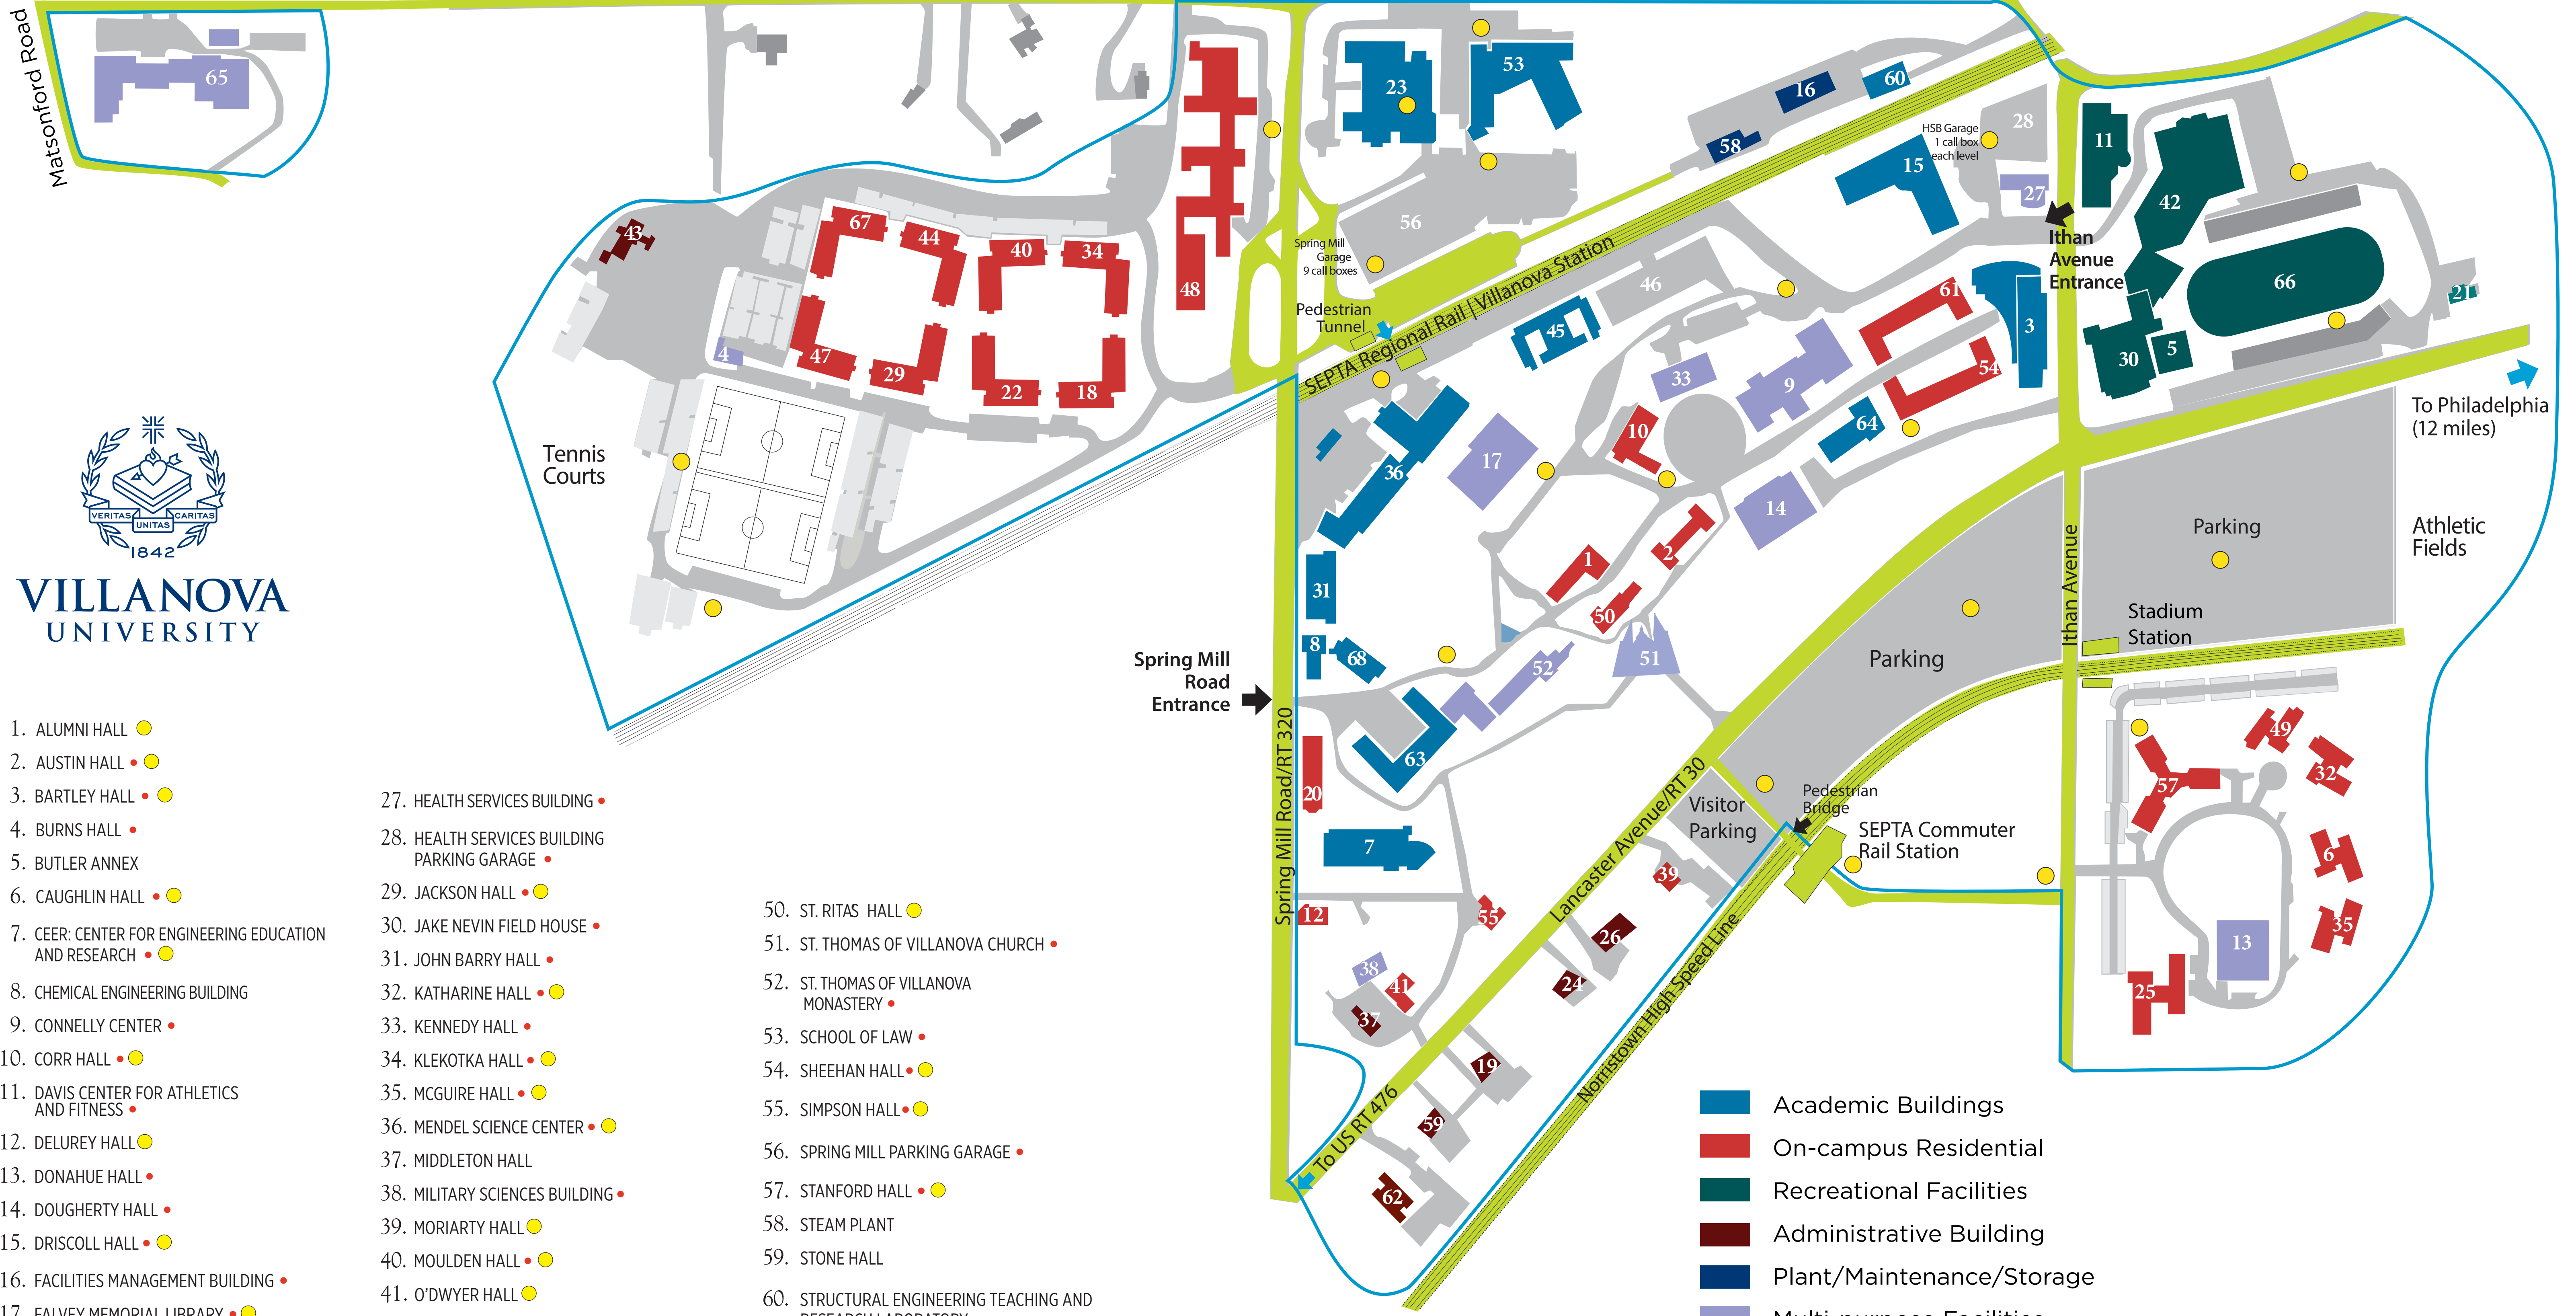 Matsonford Road
65
43
67
44
40
34
48
4
47
29
22
18
Tennis
Courts
23
53
16
60
58
56
Spring Mill
Garage
9 call boxes
Pedestrian
Tunnel
SEPTA Regional Rail | Villanova Station
HSB Garage
1 call box
each level
28
15
27
Ithan
Avenue
Entrance
11
42
66
21
30
5
46
45
61
3
54
33
9
10
64
17
36
14
To Philadelphia
(12 miles)
Athletic
Fields
Parking
Ithan Avenue
Stadium
Station
Parking
31
1
2
50
8
68
52
51
Spring Mill
Road
Entrance
Spring Mill Road/RT 320
63
20
7
12
55
38
41
37
Lancaster Avenue/RT 30
Visitor
Parking
Pedestrian
Bridge
SEPTA Commuter
Rail Station
39
26
24
19
59
62
Norristown High Speed Line
To US RT 476
49
57
32
6
35
13
25
VERITAS
UNITAS
CARITAS
1842
VILLANOVA
UNIVERSITY
1. ALUMNI HALL
2. AUSTIN HALL •
3. BARTLEY HALL •
4. BURNS HALL •
5. BUTLER ANNEX
6. CAUGHLIN HALL •
7. CEER: CENTER FOR ENGINEERING EDUCATION
AND RESEARCH •
8. CHEMICAL ENGINEERING BUILDING
9. CONNELLY CENTER •
10. CORR HALL •
11. DAVIS CENTER FOR ATHLETICS
AND FITNESS •
12. DELUREY HALL
13. DONAHUE HALL •
14. DOUGHERTY HALL •
15. DRISCOLL HALL •
16. FACILITIES MANAGEMENT BUILDING •
17. FALVEY MEMORIAL LIBRARY •
27. HEALTH SERVICES BUILDING •
28. HEALTH SERVICES BUILDING
PARKING GARAGE •
29. JACKSON HALL •
30. JAKE NEVIN FIELD HOUSE •
31. JOHN BARRY HALL •
32. KATHARINE HALL •
33. KENNEDY HALL •
34. KLEKOTKA HALL •
35. MCGUIRE HALL •
36. MENDEL SCIENCE CENTER •
37. MIDDLETON HALL
38. MILITARY SCIENCES BUILDING •
39. MORIARTY HALL
40. MOULDEN HALL •
41. O'DWYER HALL
50. ST. RITAS HALL
51. ST. THOMAS OF VILLANOVA CHURCH •
52. ST. THOMAS OF VILLANOVA
MONASTERY •
53. SCHOOL OF LAW •
54. SHEEHAN HALL •
55. SIMPSON HALL •
56. SPRING MILL PARKING GARAGE •
57. STANFORD HALL •
58. STEAM PLANT
59. STONE HALL
60. STRUCTURAL ENGINEERING TEACHING AND
RESEARCH LABORATORY
Academic Buildings
On-campus Residential
Recreational Facilities
Administrative Building
Plant/Maintenance/Storage
Multi-purpose Facilities